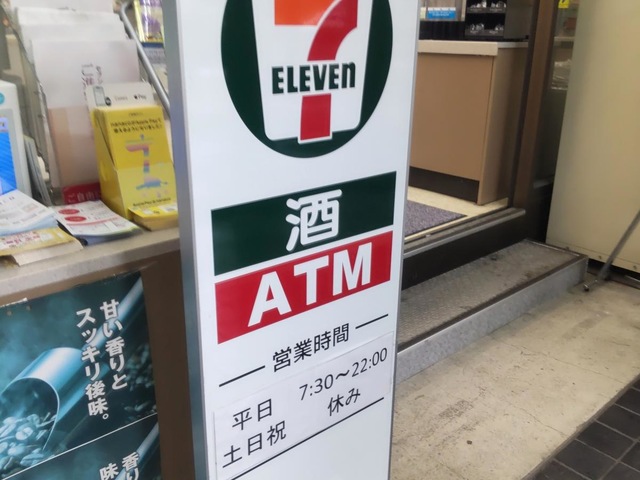 7
ELEVEn
酒
ATM
営業時間
平日 7:30～22:00
土日祝 休み
甘い香りと
スッキリ後味。